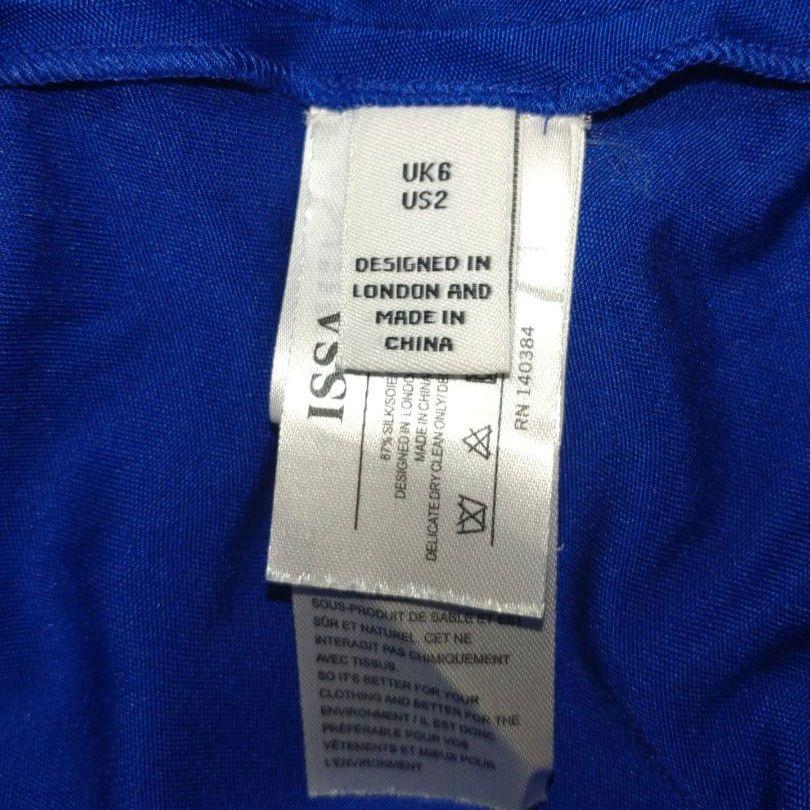 UK6
US2
DESIGNED IN
LONDON AND
MADE IN
CHINA
ISSA
87% SILK/SOIE
DESIGNED IN LONDO
MADE IN CHINA
DELICATE DRY CLEAN ONLY/DE
RN 140384
SOUS-PRODUIT DE SABLE ET EST
SÛR ET NATUREL. CET NE
INTERAGIT PAS CHIMIQUEMENT
AVEC TISSUS.
SO IT'S BETTER FOR YOUR
CLOTHING AND BETTER FOR THE
ENVIRONMENT / IL EST DONC
PRÉFÉRABLE POUR VOS
VÊTEMENTS ET MIEUX POUR
L'ENVIRONMENT